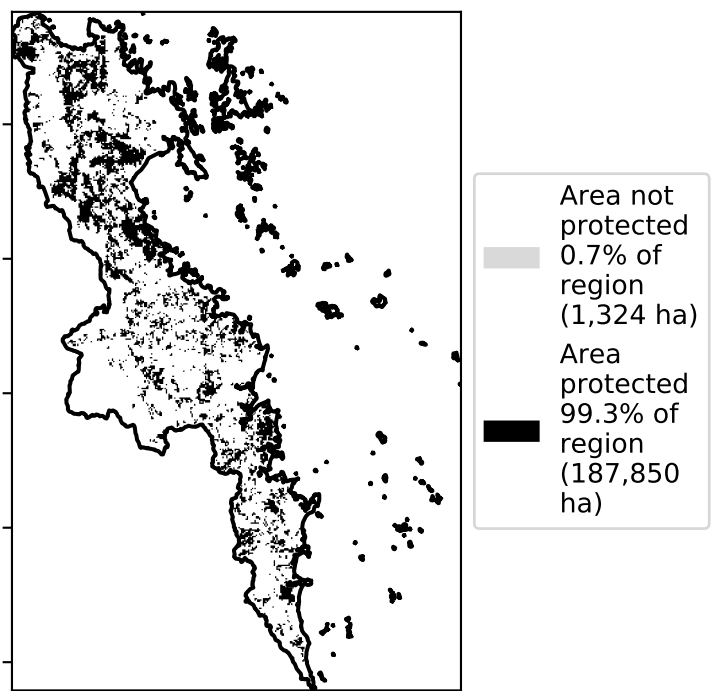 Area not
protected
0.7% of
region
(1,324 ha)
Area
protected
99.3% of
region
(187,850
ha)